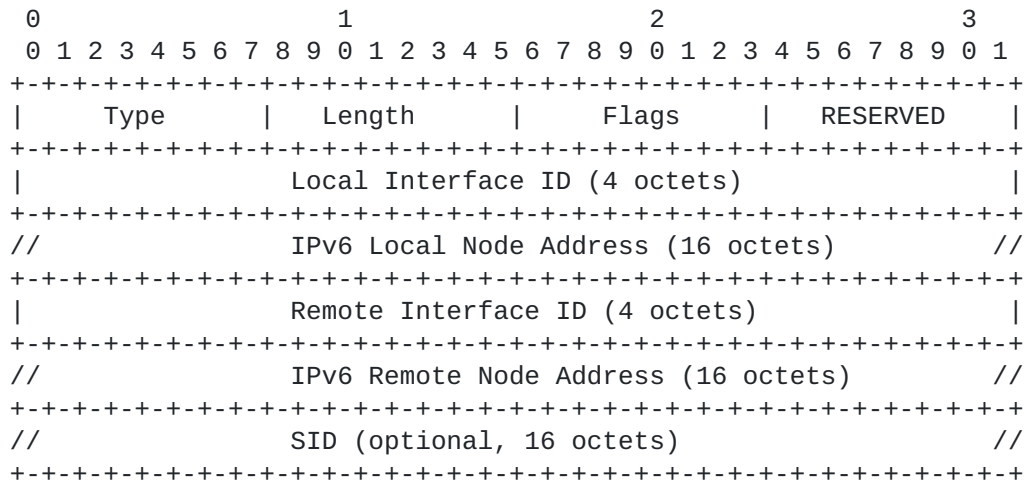 0                   1                   2                   3
 0 1 2 3 4 5 6 7 8 9 0 1 2 3 4 5 6 7 8 9 0 1 2 3 4 5 6 7 8 9 0 1
+-+-+-+-+-+-+-+-+-+-+-+-+-+-+-+-+-+-+-+-+-+-+-+-+-+-+-+-+-+-+-+-+
|     Type      |   Length      |     Flags     |   RESERVED    |
+-+-+-+-+-+-+-+-+-+-+-+-+-+-+-+-+-+-+-+-+-+-+-+-+-+-+-+-+-+-+-+-+
|                 Local Interface ID (4 octets)                 |
+-+-+-+-+-+-+-+-+-+-+-+-+-+-+-+-+-+-+-+-+-+-+-+-+-+-+-+-+-+-+-+-+
//                IPv6 Local Node Address (16 octets)          //
+-+-+-+-+-+-+-+-+-+-+-+-+-+-+-+-+-+-+-+-+-+-+-+-+-+-+-+-+-+-+-+-+
|                 Remote Interface ID (4 octets)                |
+-+-+-+-+-+-+-+-+-+-+-+-+-+-+-+-+-+-+-+-+-+-+-+-+-+-+-+-+-+-+-+-+
//                IPv6 Remote Node Address (16 octets)         //
+-+-+-+-+-+-+-+-+-+-+-+-+-+-+-+-+-+-+-+-+-+-+-+-+-+-+-+-+-+-+-+-+
//                SID (optional, 16 octets)                    //
+-+-+-+-+-+-+-+-+-+-+-+-+-+-+-+-+-+-+-+-+-+-+-+-+-+-+-+-+-+-+-+-+